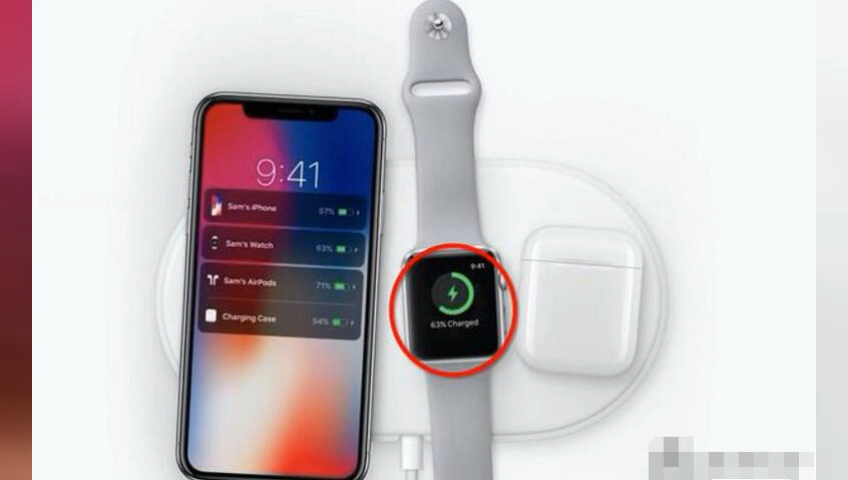 9:41
Sam's iPhone 57%
Sam's Watch 63%
Sam's AirPods 71%
Charging Case 54%
9:41
63% Charged